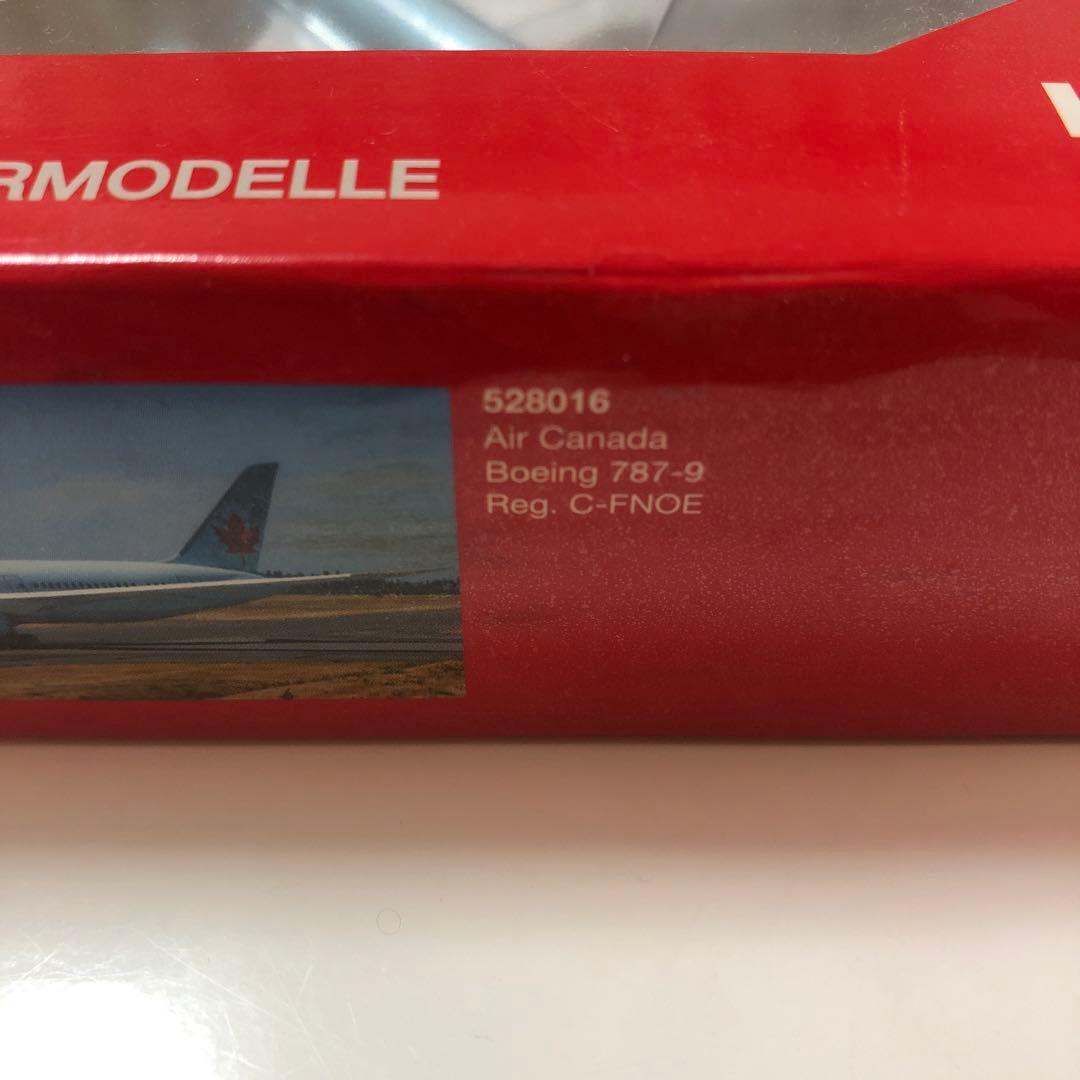 RMODELLE
528016
Air Canada
Boeing 787-9
Reg. C-FNOE